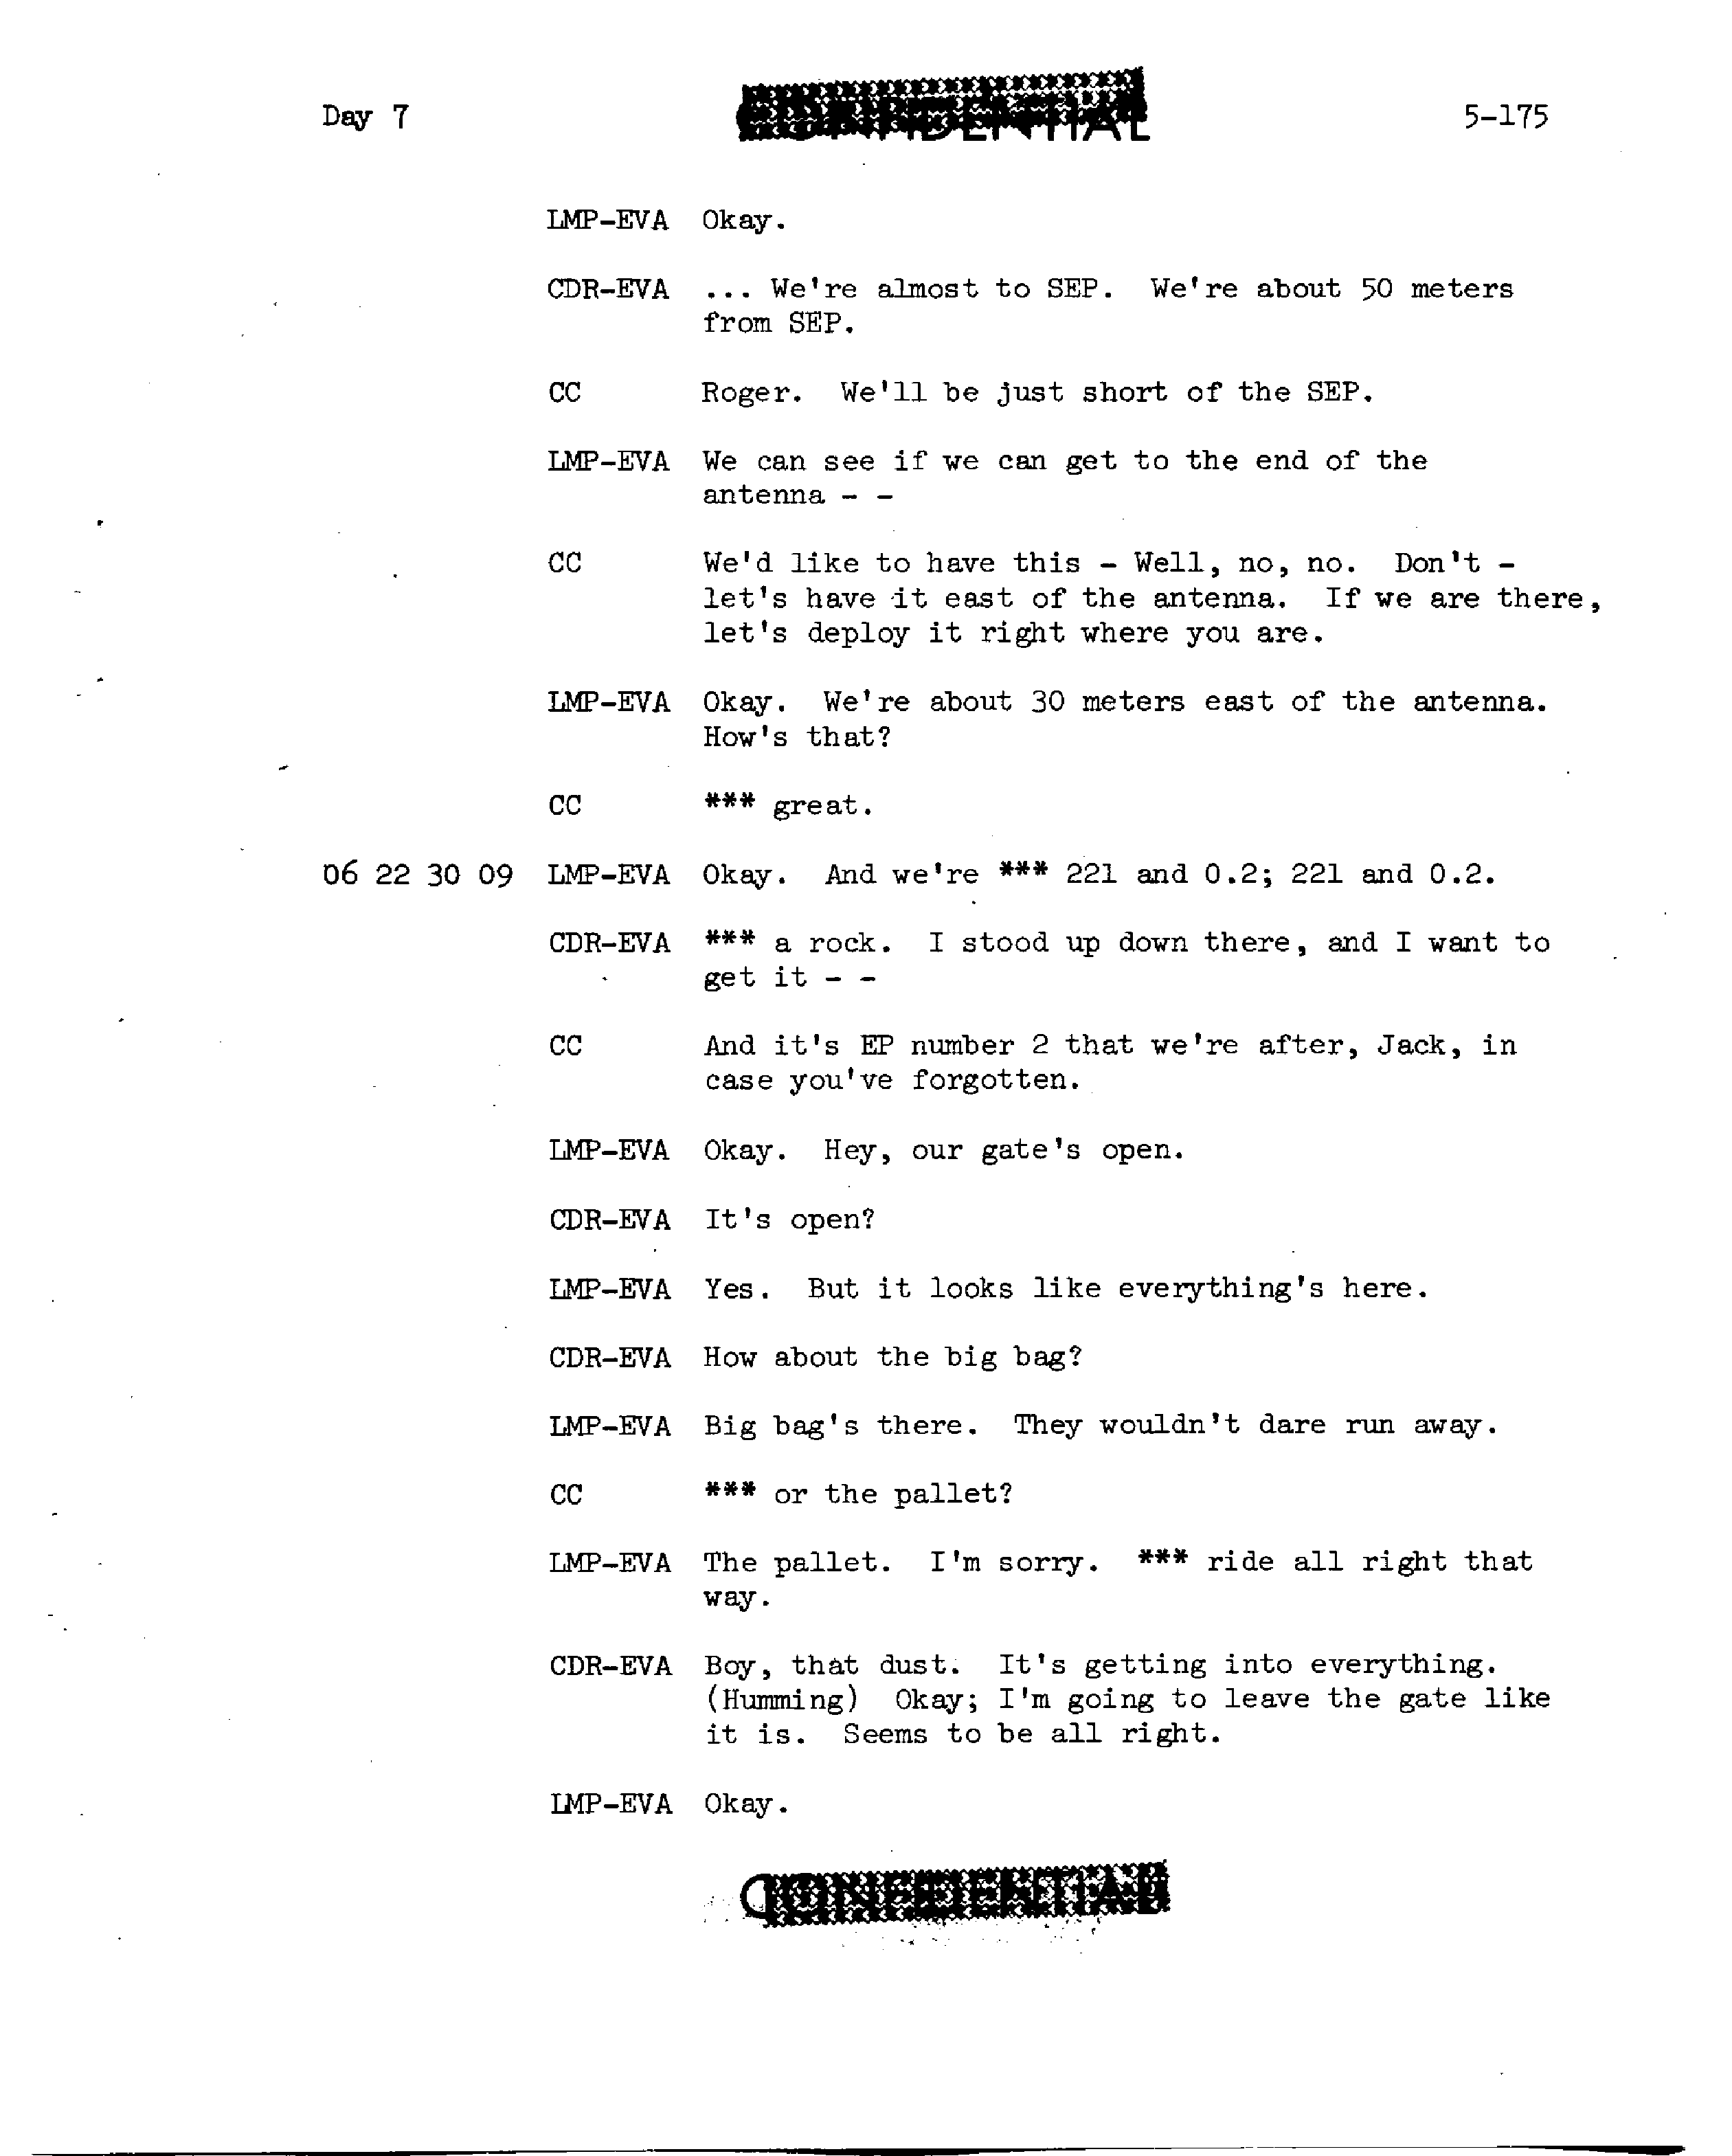 Day 7
CONFIDENTIAL
5-175
LMP-EVA Okay.
CDR-EVA ... We're almost to SEP. We're about 50 meters
from SEP.
CC Roger. We'll be just short of the SEP.
LMP-EVA We can see if we can get to the end of the
antenna - -
CC We'd like to have this - Well, no, no. Don't -
let's have it east of the antenna. If we are there,
let's deploy it right where you are.
LMP-EVA Okay. We're about 30 meters east of the antenna.
How's that?
CC *** great.
06 22 30 09 LMP-EVA Okay. And we're *** 221 and 0.2; 221 and 0.2.
CDR-EVA *** a rock. I stood up down there, and I want to
get it - -
CC And it's EP number 2 that we're after, Jack, in
case you've forgotten.
LMP-EVA Okay. Hey, our gate's open.
CDR-EVA It's open?
LMP-EVA Yes. But it looks like everything's here.
CDR-EVA How about the big bag?
LMP-EVA Big bag's there. They wouldn't dare run away.
CC *** or the pallet?
LMP-EVA The pallet. I'm sorry. *** ride all right that
way.
CDR-EVA Boy, that dust. It's getting into everything.
(Humming) Okay; I'm going to leave the gate like
it is. Seems to be all right.
LMP-EVA Okay.
CONFIDENTIAL